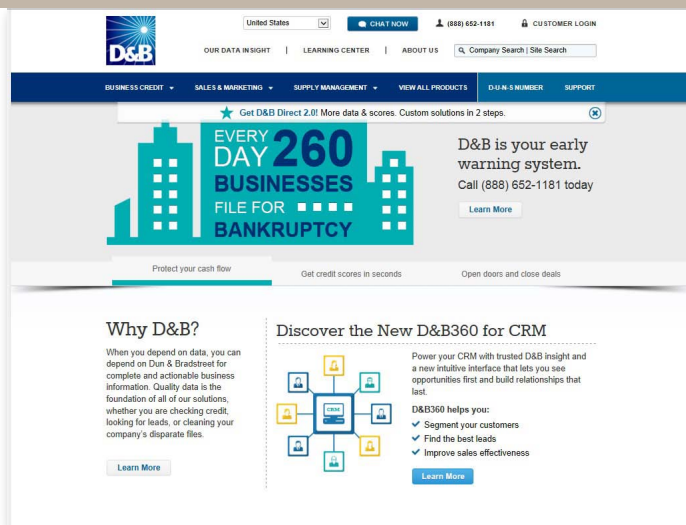 United States
CHAT NOW
(888) 652-1181
CUSTOMER LOGIN
D&B
OUR DATA INSIGHT | LEARNING CENTER | ABOUT US
Company Search | Site Search
BUSINESS CREDIT SALES & MARKETING SUPPLY MANAGEMENT VIEW ALL PRODUCTS D-U-N-S NUMBER SUPPORT
Get D&B Direct 2.0! More data & scores. Custom solutions in 2 steps.
EVERY
DAY 260
BUSINESSES
FILE FOR
BANKRUPTCY
D&B is your early
warning system.
Call (888) 652-1181 today
Learn More
Protect your cash flow
Get credit scores in seconds
Open doors and close deals
Why D&B?
When you depend on data, you can
depend on Dun & Bradstreet for
complete and actionable business
information. Quality data is the
foundation of all of our solutions,
whether you are checking credit,
looking for leads, or cleaning your
company's disparate files.
Learn More
Discover the New D&B360 for CRM
CRM
Power your CRM with trusted D&B insight and
a new intuitive interface that lets you see
opportunities first and build relationships that
last.
D&B360 helps you:
Segment your customers
Find the best leads
Improve sales effectiveness
Learn More